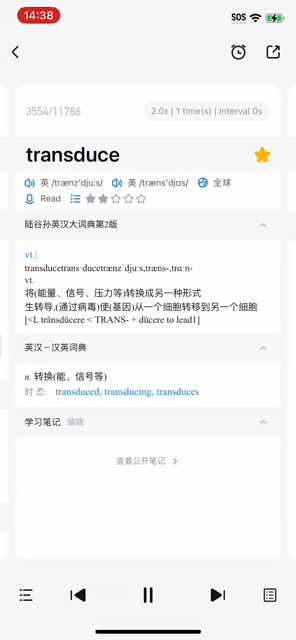 14:38
SOS
3554/11786
2.0x | 1 time(s) | Interval 0s
transduce
英 /trænz'dju:s/ 美 /træns'djʊs/ 全球
Read
陆谷孙英汉大词典第2版
vt.|
transducetrans·ducetrænzˈdju:s,træns-,trɑ:n-
vt.
将(能量、信号、压力等)转换成另一种形式
生转导,(通过病毒)使(基因)从一个细胞转移到另一个细胞
[<L trānsdūcere < TRANS- + dūcere to lead1]
英汉－汉英词典
n. 转换(能、信号等)
时 态: transduced, transducing, transduces
学习笔记 编辑
查看公开笔记